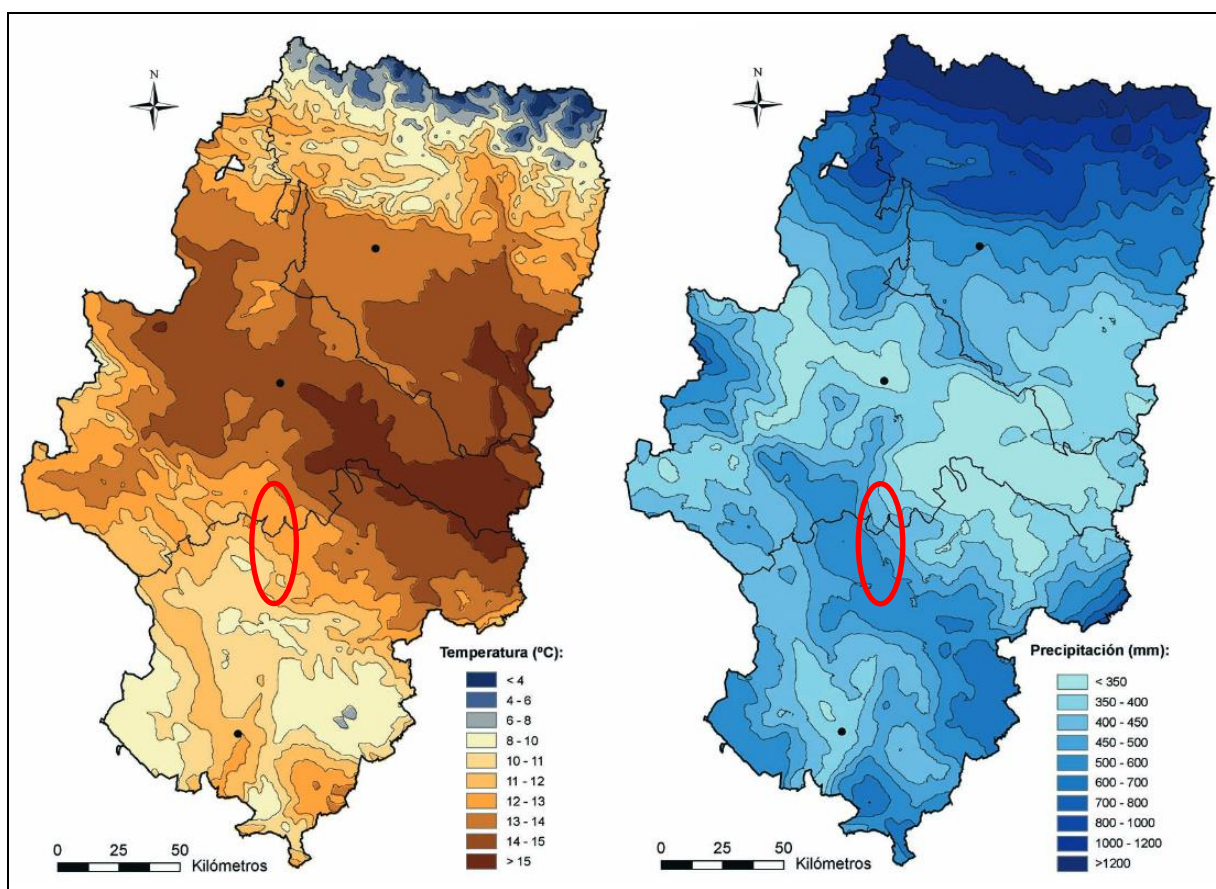 N
Temperatura (ºC):
< 4
4 - 6
6 - 8
8 - 10
10 - 11
11 - 12
12 - 13
13 - 14
14 - 15
> 15
0 25 50
Kilómetros
N
Precipitación (mm):
< 350
350 - 400
400 - 450
450 - 500
500 - 600
600 - 700
700 - 800
800 - 1000
1000 - 1200
>1200
0 25 50
Kilómetros